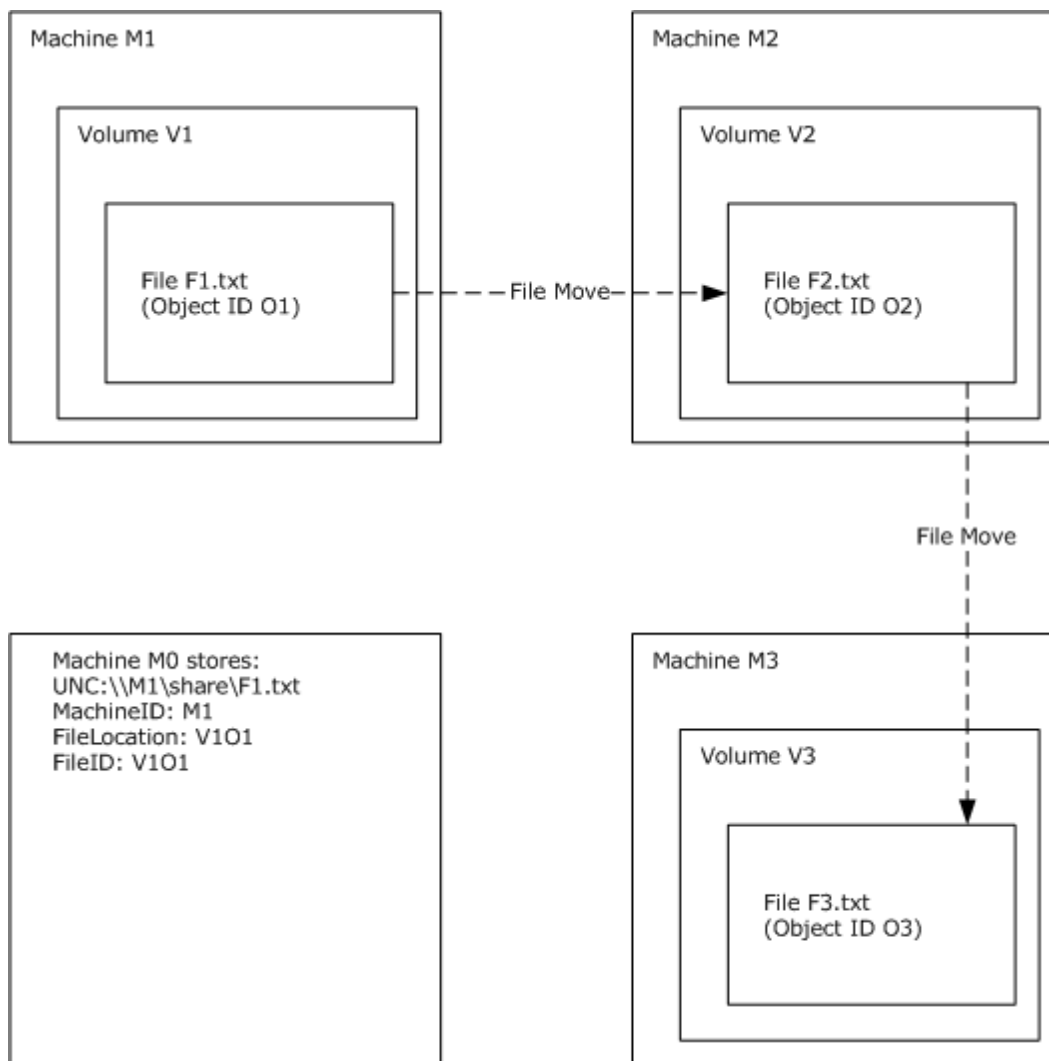 Machine M1
Volume V1
File F1.txt
(Object ID O1)
File Move
Machine M2
Volume V2
File F2.txt
(Object ID O2)
File Move
Machine M0 stores:
UNC:\\M1\share\F1.txt
MachineID: M1
FileLocation: V1O1
FileID: V1O1
Machine M3
Volume V3
File F3.txt
(Object ID O3)